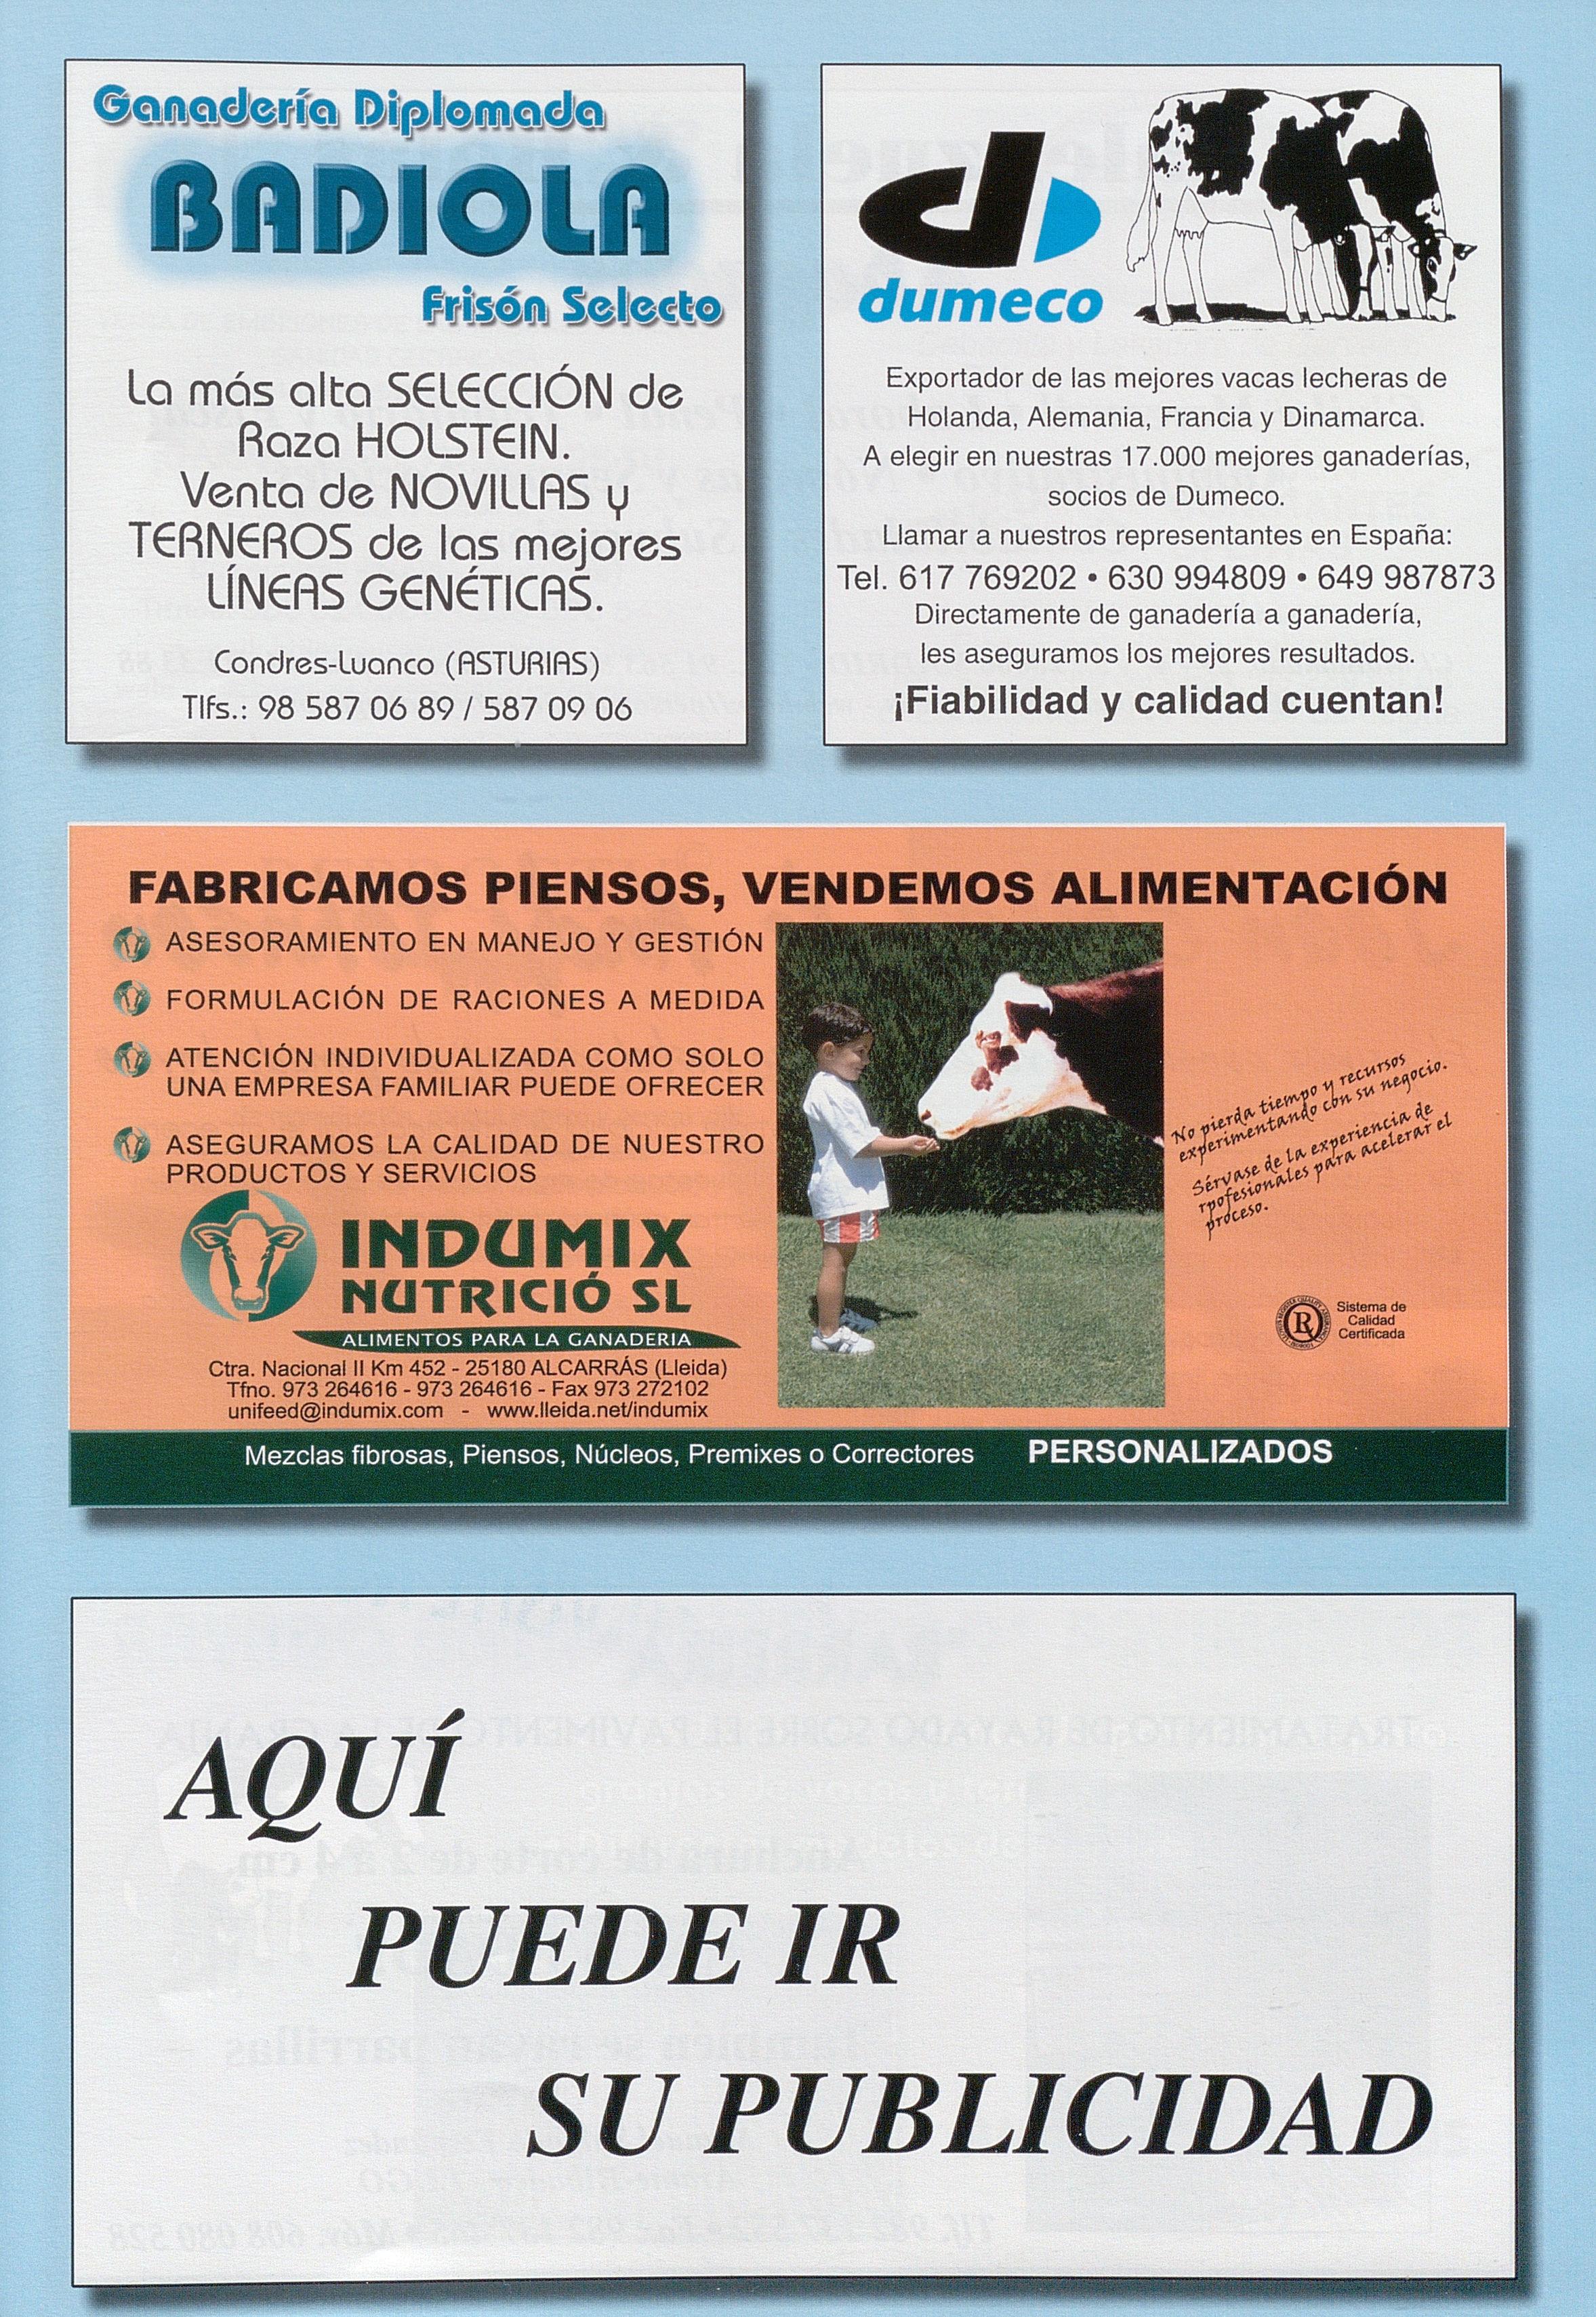 Ganadería Diplomada
BADIOLA
Frisón Selecto
La más alta SELECCIÓN de
Raza HOLSTEIN.
Venta de NOVILLAS y
TERNEROS de las mejores
LÍNEAS GENÉTICAS.
Condres-Luanco (ASTURIAS)
Tlfs.: 98 587 06 89 / 587 09 06
d
dumeco
Exportador de las mejores vacas lecheras de
Holanda, Alemania, Francia y Dinamarca.
A elegir en nuestras 17.000 mejores ganaderías,
socios de Dumeco.
Llamar a nuestros representantes en España:
Tel. 617 769202 • 630 994809 • 649 987873
Directamente de ganadería a ganadería,
les aseguramos los mejores resultados.
¡Fiabilidad y calidad cuentan!
FABRICAMOS PIENSOS, VENDEMOS ALIMENTACIÓN
ASESORAMIENTO EN MANEJO Y GESTIÓN
FORMULACIÓN DE RACIONES A MEDIDA
ATENCIÓN INDIVIDUALIZADA COMO SOLO
UNA EMPRESA FAMILIAR PUEDE OFRECER
ASEGURAMOS LA CALIDAD DE NUESTRO
PRODUCTOS Y SERVICIOS
INDUMIX
NUTRICIÓ SL
ALIMENTOS PARA LA GANADERIA
Ctra. Nacional II Km 452 - 25180 ALCARRÁS (Lleida)
Tfno. 973 264616 - 973 264616 - Fax 973 272102
unifeed@indumix.com - www.lleida.net/indumix
No pierda tiempo y recursos
experimentando con su negocio.
Sérvase de la experiencia de
rpofesionales para acelerar el
proceso.
R
Sistema de
Calidad
Certificada
Mezclas fibrosas, Piensos, Núcleos, Premixes o Correctores PERSONALIZADOS
AQUÍ
PUEDE IR
SU PUBLICIDAD